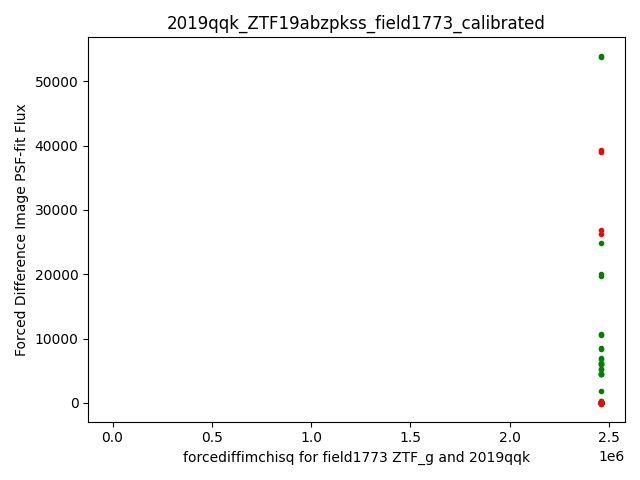 2019qqk_ZTF19abzpkss_field1773_calibrated
Forced Difference Image PSF-fit Flux
50000
40000
30000
20000
10000
0
0.0 0.5 1.0 1.5 2.0 2.5
1e6
forcediffimchisq for field1773 ZTF_g and 2019qqk